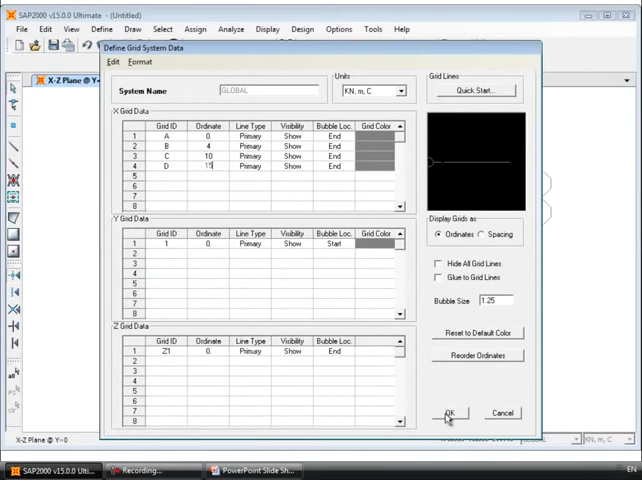 SAP2000 v15.0.0 Ultimate - (Untitled)
File Edit View Define Draw Select Assign Analyze Display Design Options Tools Help
X-Z Plane @ Y=
Define Grid System Data
Edit Format
System Name GLOBAL
Units
KN, m, C
Grid Lines
Quick Start...
X Grid Data
Grid ID Ordinate Line Type Visibility Bubble Loc. Grid Color
1 A 0. Primary Show End
2 B 4 Primary Show End
3 C 10 Primary Show End
4 D 15 Primary Show End
5
6
7
8
Y Grid Data
Grid ID Ordinate Line Type Visibility Bubble Loc. Grid Color
1 1 0. Primary Show Start
2
3
4
5
6
7
8
Z Grid Data
Grid ID Ordinate Line Type Visibility Bubble Loc.
1 Z1 0. Primary Show End
2
3
4
5
6
7
8
Display Grids as
Ordinates Spacing
Hide All Grid Lines
Glue to Grid Lines
Bubble Size 1.25
Reset to Default Color
Reorder Ordinates
OK Cancel
X-Z Plane @ Y=0
KN, m, C
SAP2000 v15.0.0 Ulti... Recording... PowerPoint Slide Sh... EN